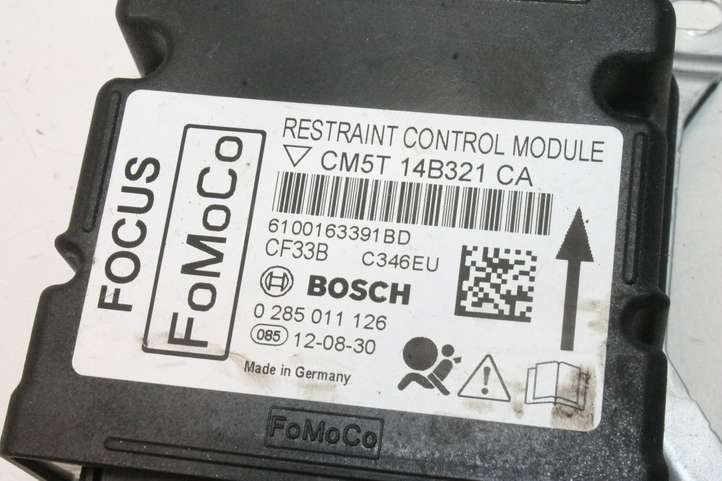 FOCUS
FoMoCo
RESTRAINT CONTROL MODULE
CM5T 14B321 CA
6100163391BD
CF33B C346EU
BOSCH
0 285 011 126
085 12-08-30
Made in Germany
FoMoCo